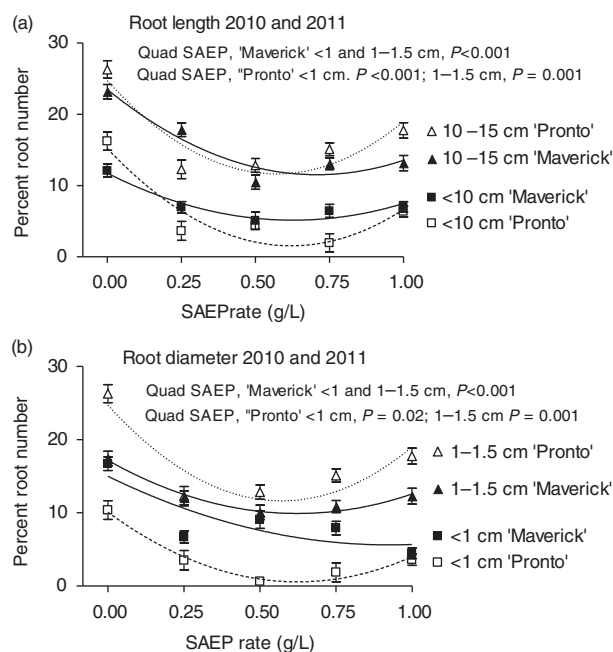 (a)
Root length 2010 and 2011
Quad SAEP, 'Maverick' <1 and 1–1.5 cm, P<0.001
Quad SAEP, "Pronto' <1 cm. P <0.001; 1–1.5 cm, P = 0.001
30
20
10
0
Percent root number
10 –15 cm 'Pronto'
10 –15 cm 'Maverick'
<10 cm 'Maverick'
<10 cm 'Pronto'
0.00 0.25 0.50 0.75 1.00
SAEPrate (g/L)
(b)
Root diameter 2010 and 2011
Quad SAEP, 'Maverick' <1 and 1–1.5 cm, P<0.001
Quad SAEP, "Pronto' <1 cm, P = 0.02; 1–1.5 cm P = 0.001
30
20
10
0
Percent root number
1–1.5 cm 'Pronto'
1–1.5 cm 'Maverick'
<1 cm 'Maverick'
<1 cm 'Pronto'
0.00 0.25 0.50 0.75 1.00
SAEP rate (g/L)